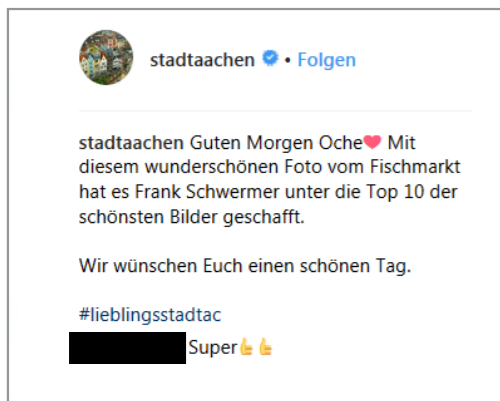 stadtaachen • Folgen
stadtaachen Guten Morgen Oche❤ Mit
diesem wunderschönen Foto vom Fischmarkt
hat es Frank Schwermer unter die Top 10 der
schönsten Bilder geschafft.
Wir wünschen Euch einen schönen Tag.
#lieblingsstadtac
Super👍👍